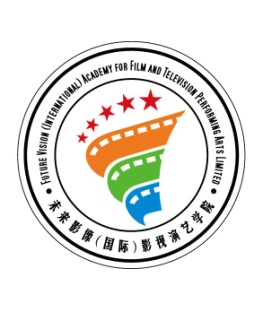 FUTURE VISION (INTERNATIONAL) ACADEMY FOR FILM AND TELEVISION PERFORMING ARTS LIMITED
未来影像(国际)影视演艺学院